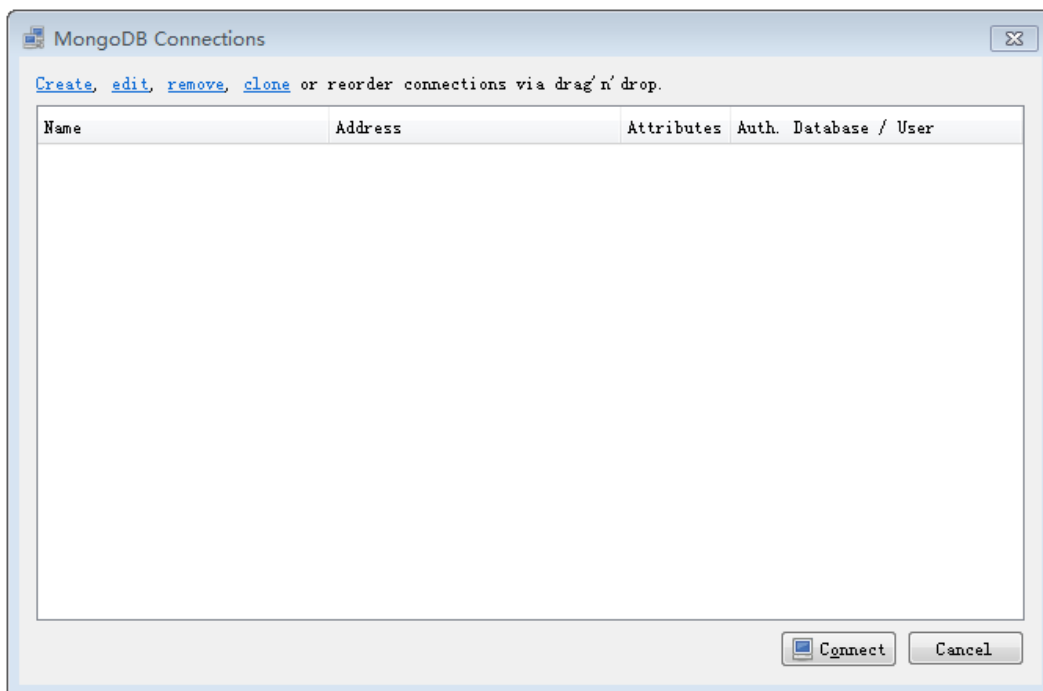 MongoDB Connections
Create, edit, remove, clone or reorder connections via drag'n'drop.
Name Address Attributes Auth. Database / User
Connect Cancel